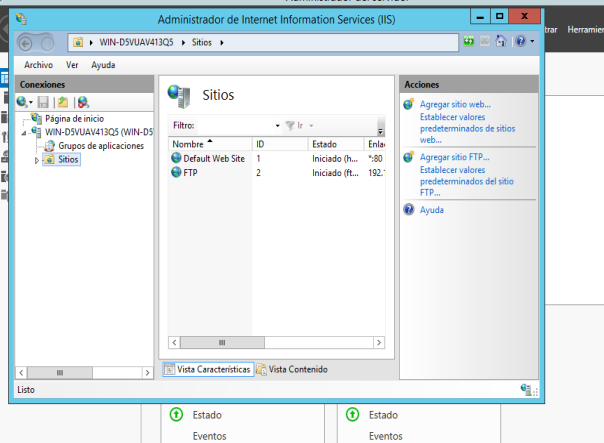 Administrador de Internet Information Services (IIS)
WIN-D5VUAV413Q5 Sitios
Archivo Ver Ayuda
Herramier
Conexiones
Página de inicio
WIN-D5VUAV413Q5 (WIN-D5
Grupos de aplicaciones
Sitios
Sitios
Filtro: Ir
Nombre ID Estado Enla
Default Web Site 1 Iniciado (h... *:80
FTP 2 Iniciado (ft... 192.
Vista Características Vista Contenido
Acciones
Agregar sitio web...
Establecer valores
predeterminados de sitios
web...
Agregar sitio FTP...
Establecer valores
predeterminados del sitio
FTP...
Ayuda
Listo
Estado Estado
Eventos Eventos